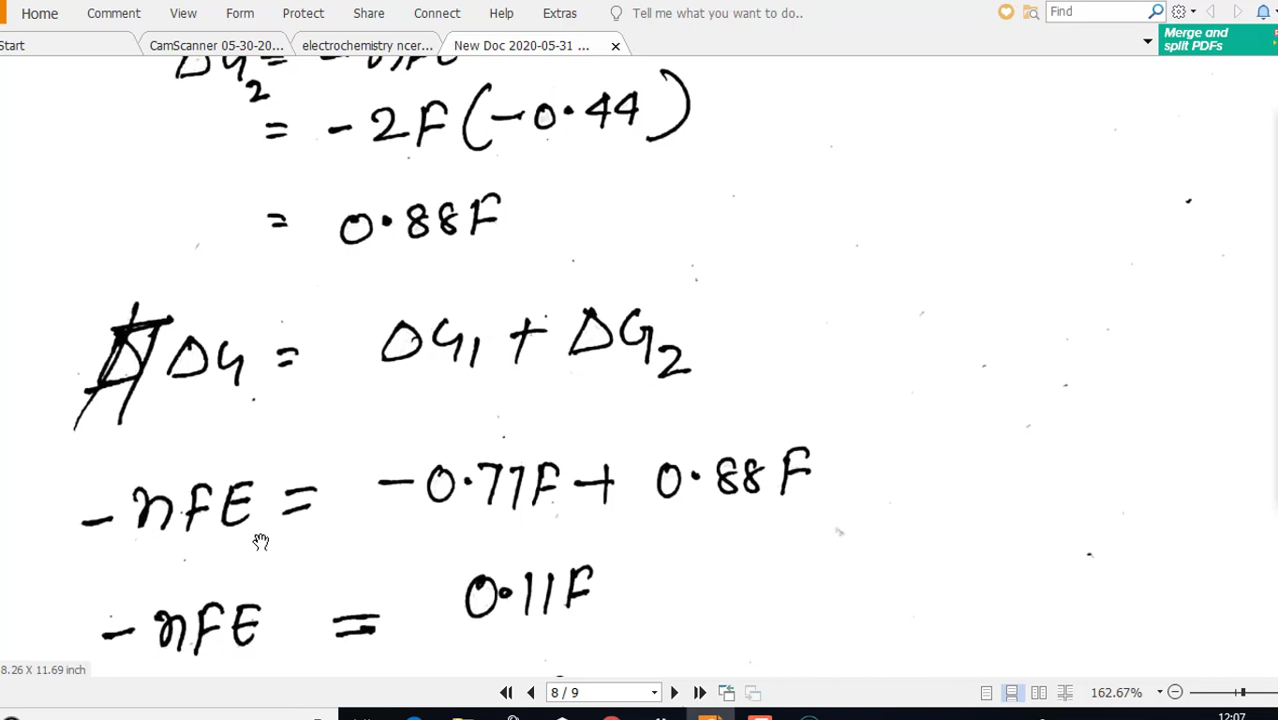 Home Comment View Form Protect Share Connect Help Extras Tell me what you want to do.. Find
Merge and split PDFs
Start CamScanner 05-30-20... electrochemistry ncer... New Doc 2020-05-31 ... ×
ΔG₂ = - nFE
= - 2F (-0.44)
= 0.88F
ΔG = ΔG₁ + ΔG₂
- nFE = - 0.77F + 0.88F
- nFE = 0.11F
8.26 X 11.69 inch
8 / 9 162.67%
12:07